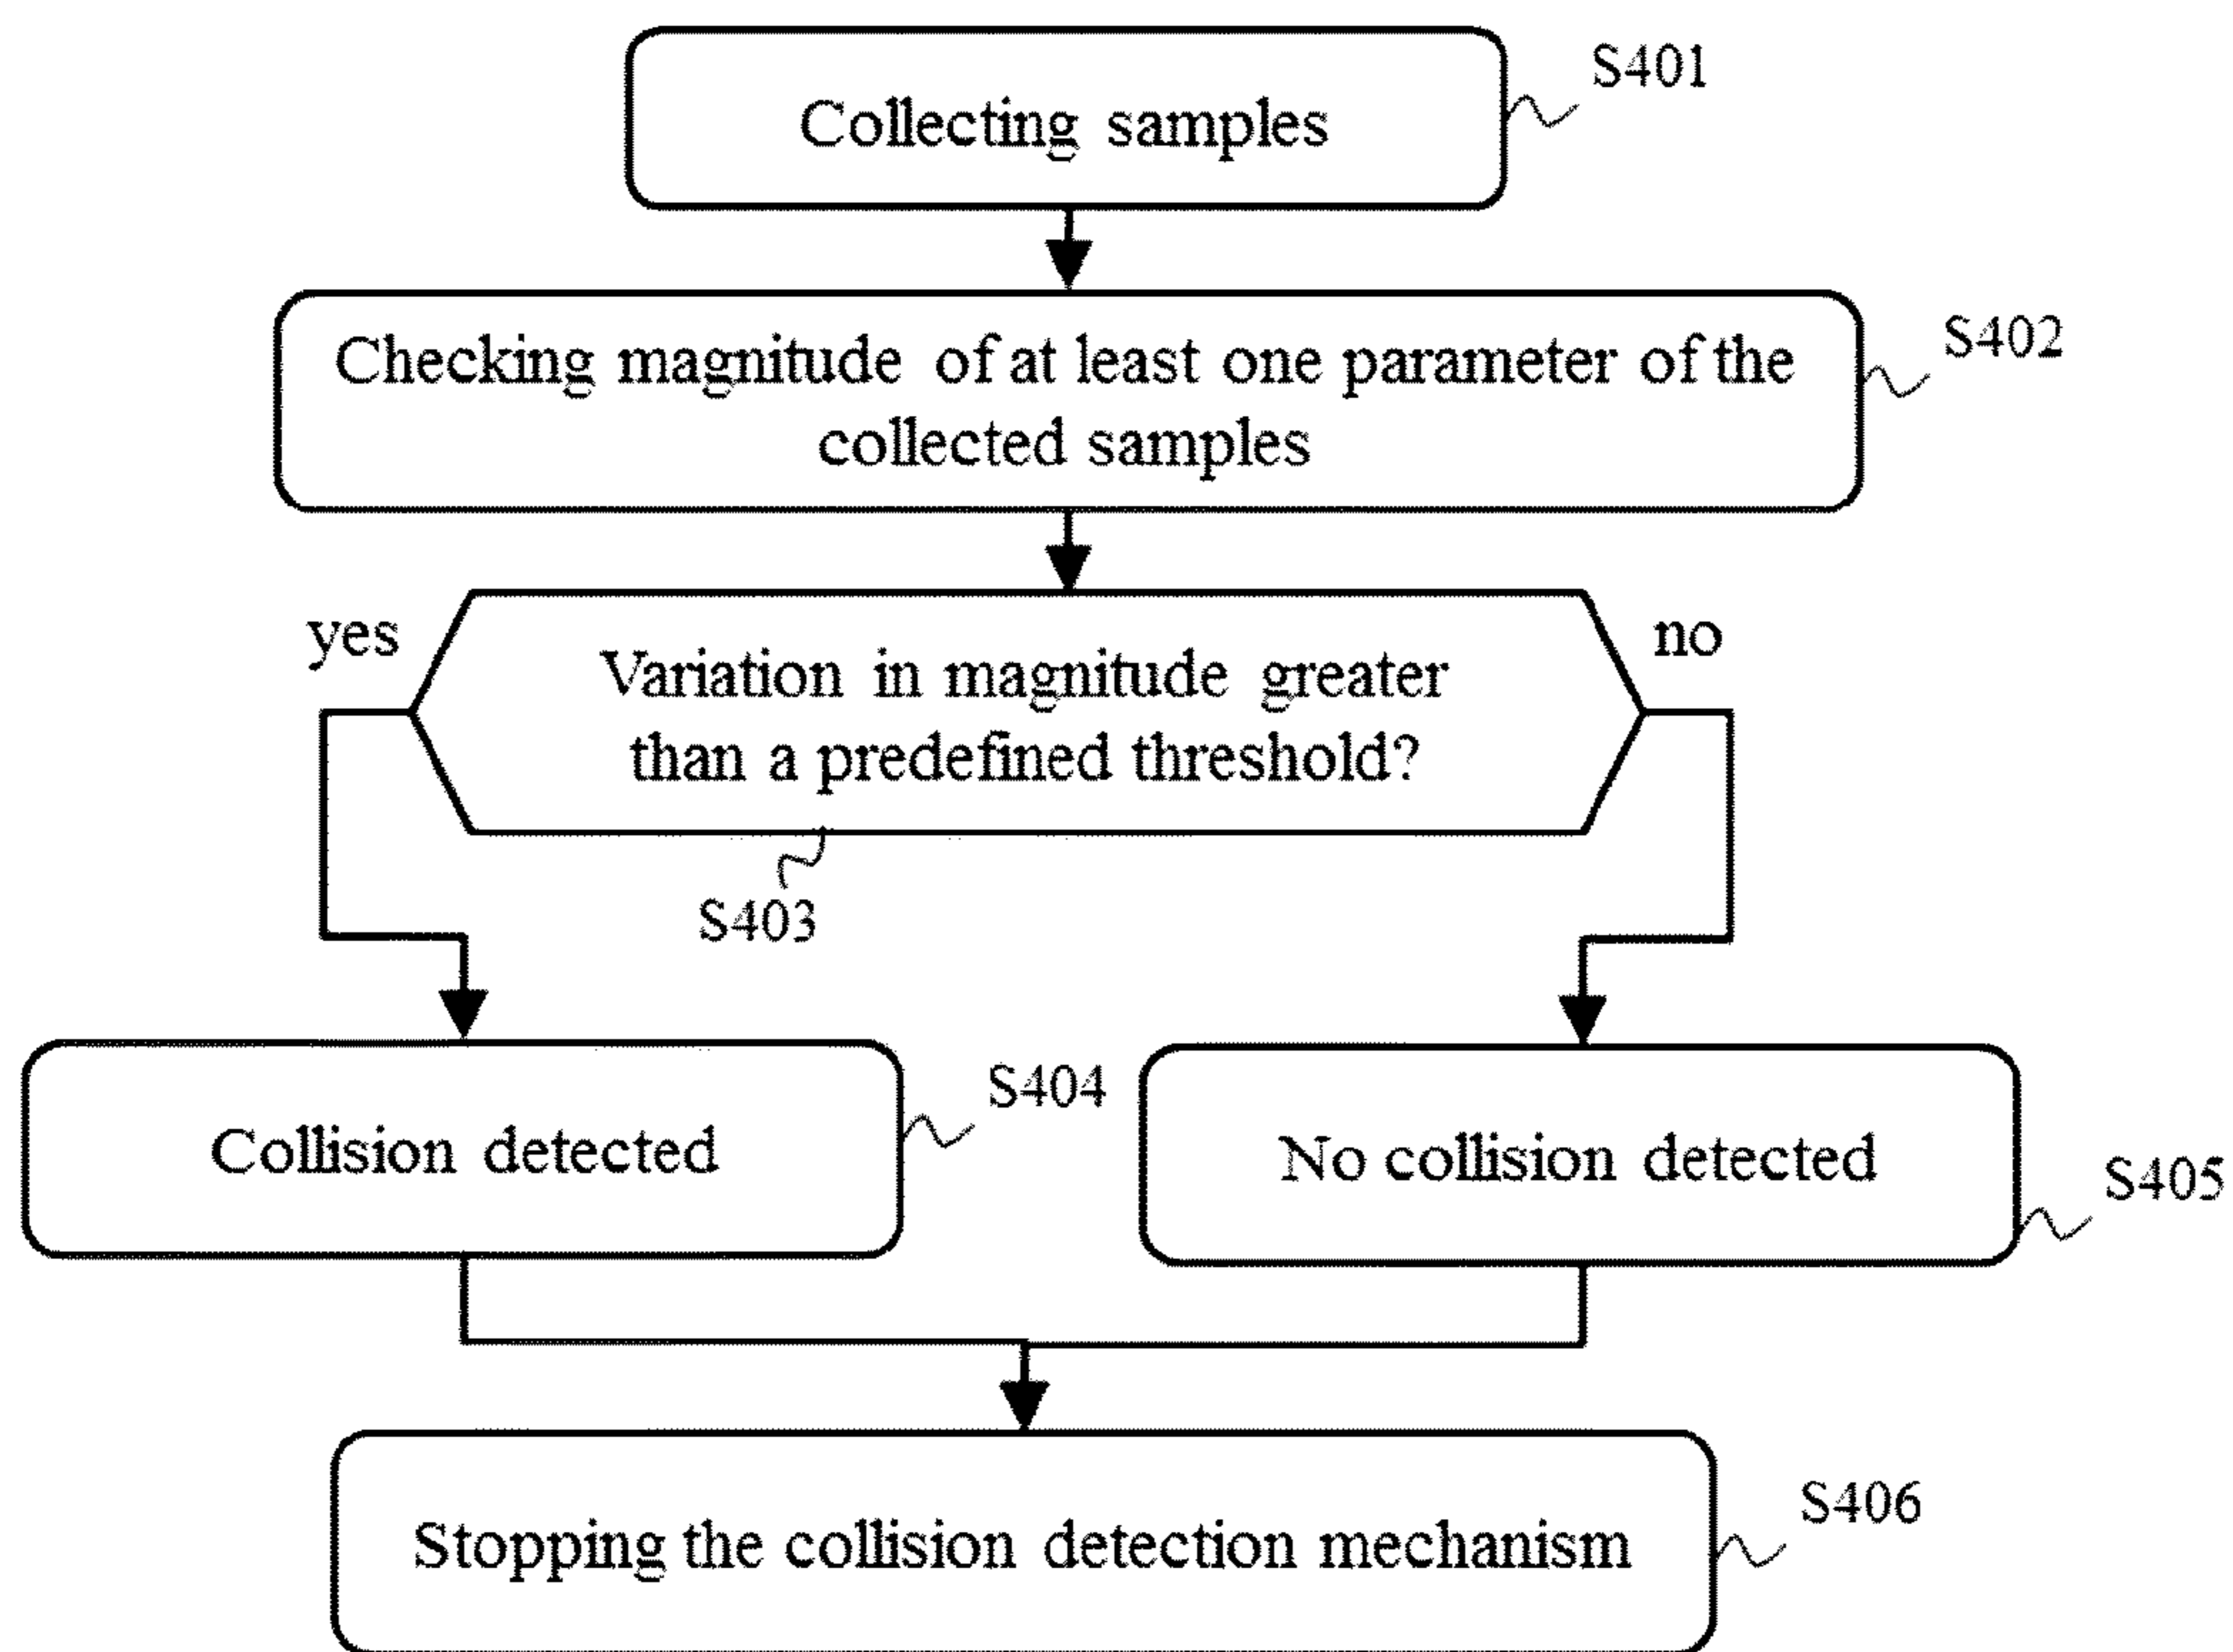 Collecting samples
S401
Checking magnitude of at least one parameter of the
collected samples
S402
yes
no
Variation in magnitude greater
than a predefined threshold?
S403
Collision detected
S404
No collision detected
S405
Stopping the collision detection mechanism
S406